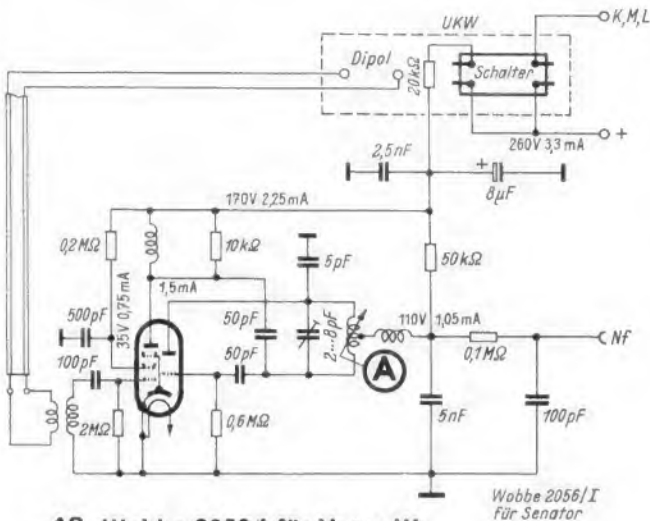 UKW
K,M,L
Dipol
20kΩ
Schalter
+
260V 3,3mA
2,5nF
+
8µF
170V 2,25mA
0,2MΩ
10kΩ
5pF
50kΩ
1,5mA
35V 0,75mA
500pF
50pF
2...8pF
110V 1,05mA
Nf
100pF
50pF
A
0,1MΩ
2MΩ
0,6MΩ
5nF
100pF
Wobbe 2056/I
für Senator